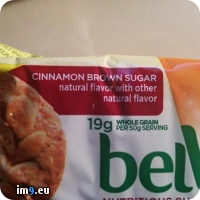 CINNAMON BROWN SUGAR
natural flavor with other
natural flavor
19g WHOLE GRAIN
PER 50g SERVING
bel
im9.eu